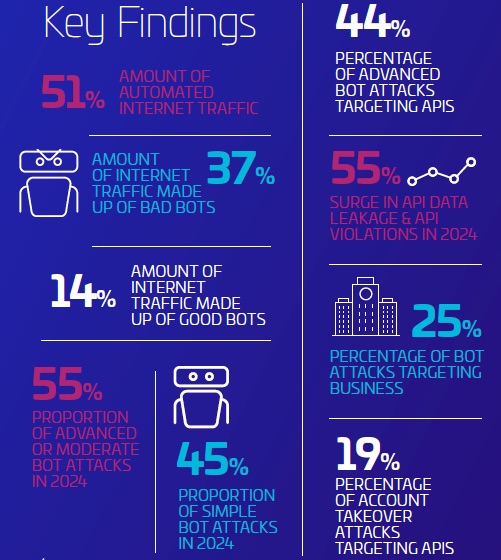 Key Findings
51%
AMOUNT OF
AUTOMATED
INTERNET TRAFFIC
AMOUNT
OF INTERNET
TRAFFIC MADE
UP OF BAD BOTS
37%
14%
AMOUNT OF
INTERNET
TRAFFIC MADE
UP OF GOOD BOTS
55%
PROPORTION
OF ADVANCED
OR MODERATE
BOT ATTACKS
IN 2024
45%
PROPORTION
OF SIMPLE
BOT ATTACKS
IN 2024
44%
PERCENTAGE
OF ADVANCED
BOT ATTACKS
TARGETING APIS
55%
SURGE IN API DATA
LEAKAGE & API
VIOLATIONS IN 2024
25%
PERCENTAGE OF BOT
ATTACKS TARGETING
BUSINESS
19%
PERCENTAGE
OF ACCOUNT
TAKEOVER
ATTACKS
TARGETING APIS